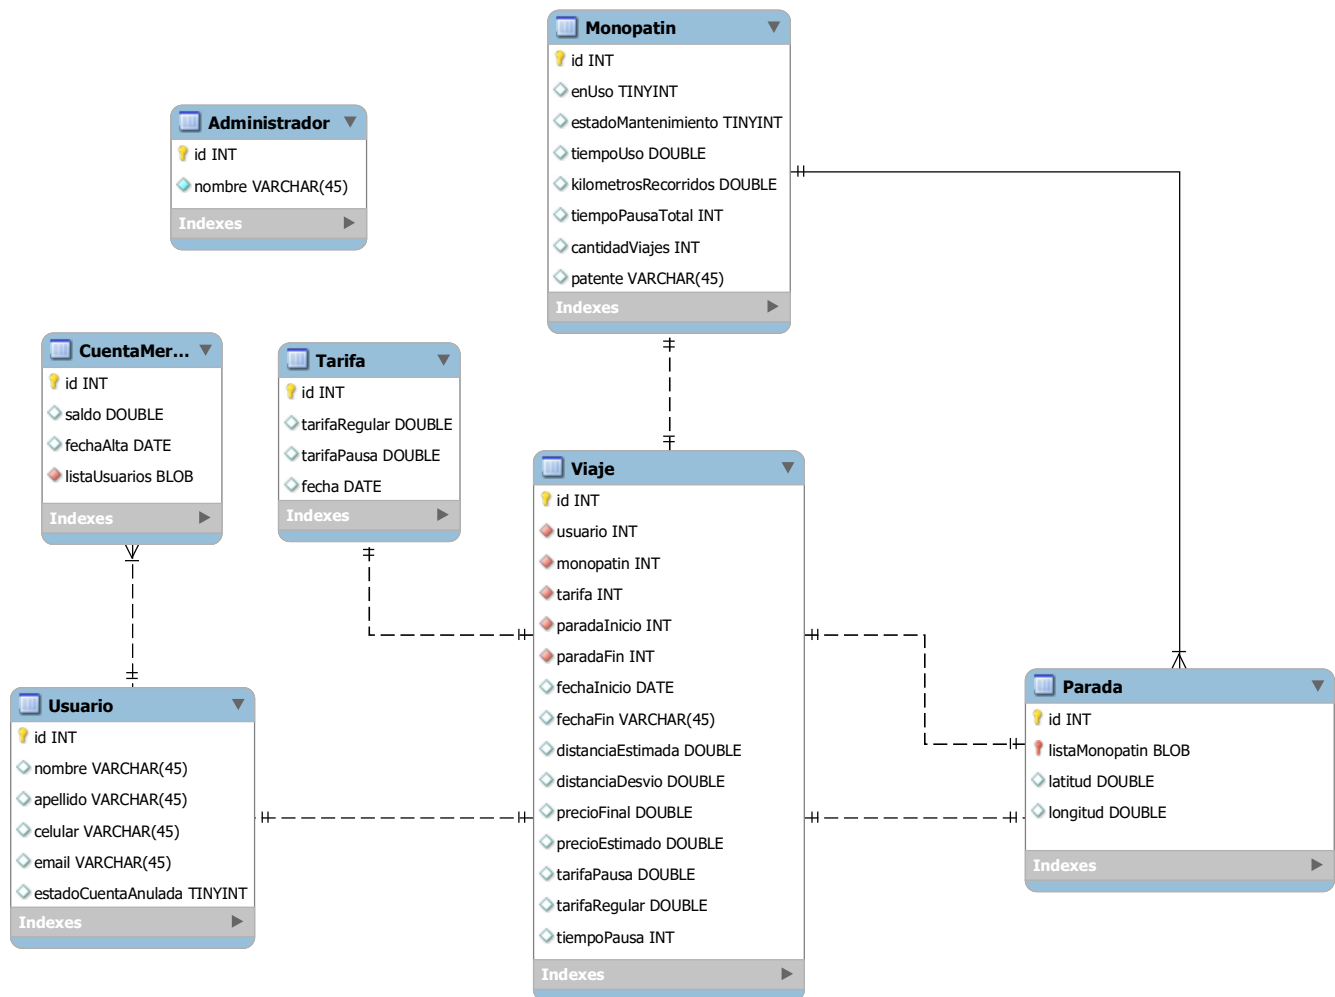 Monopatin
id INT
enUso TINYINT
estadoMantenimiento TINYINT
tiempoUso DOUBLE
kilometrosRecorridos DOUBLE
tiempoPausaTotal INT
cantidadViajes INT
patente VARCHAR(45)
Indexes
Administrador
id INT
nombre VARCHAR(45)
Indexes
CuentaMer...
id INT
saldo DOUBLE
fechaAlta DATE
listaUsuarios BLOB
Indexes
Tarifa
id INT
tarifaRegular DOUBLE
tarifaPausa DOUBLE
fecha DATE
Indexes
Viaje
id INT
usuario INT
monopatin INT
tarifa INT
paradaInicio INT
paradaFin INT
fechaInicio DATE
fechaFin VARCHAR(45)
distanciaEstimada DOUBLE
distanciaDesvio DOUBLE
precioFinal DOUBLE
precioEstimado DOUBLE
tarifaPausa DOUBLE
tarifaRegular DOUBLE
tiempoPausa INT
Indexes
Parada
id INT
listaMonopatin BLOB
latitud DOUBLE
longitud DOUBLE
Indexes
Usuario
id INT
nombre VARCHAR(45)
apellido VARCHAR(45)
celular VARCHAR(45)
email VARCHAR(45)
estadoCuentaAnulada TINYINT
Indexes